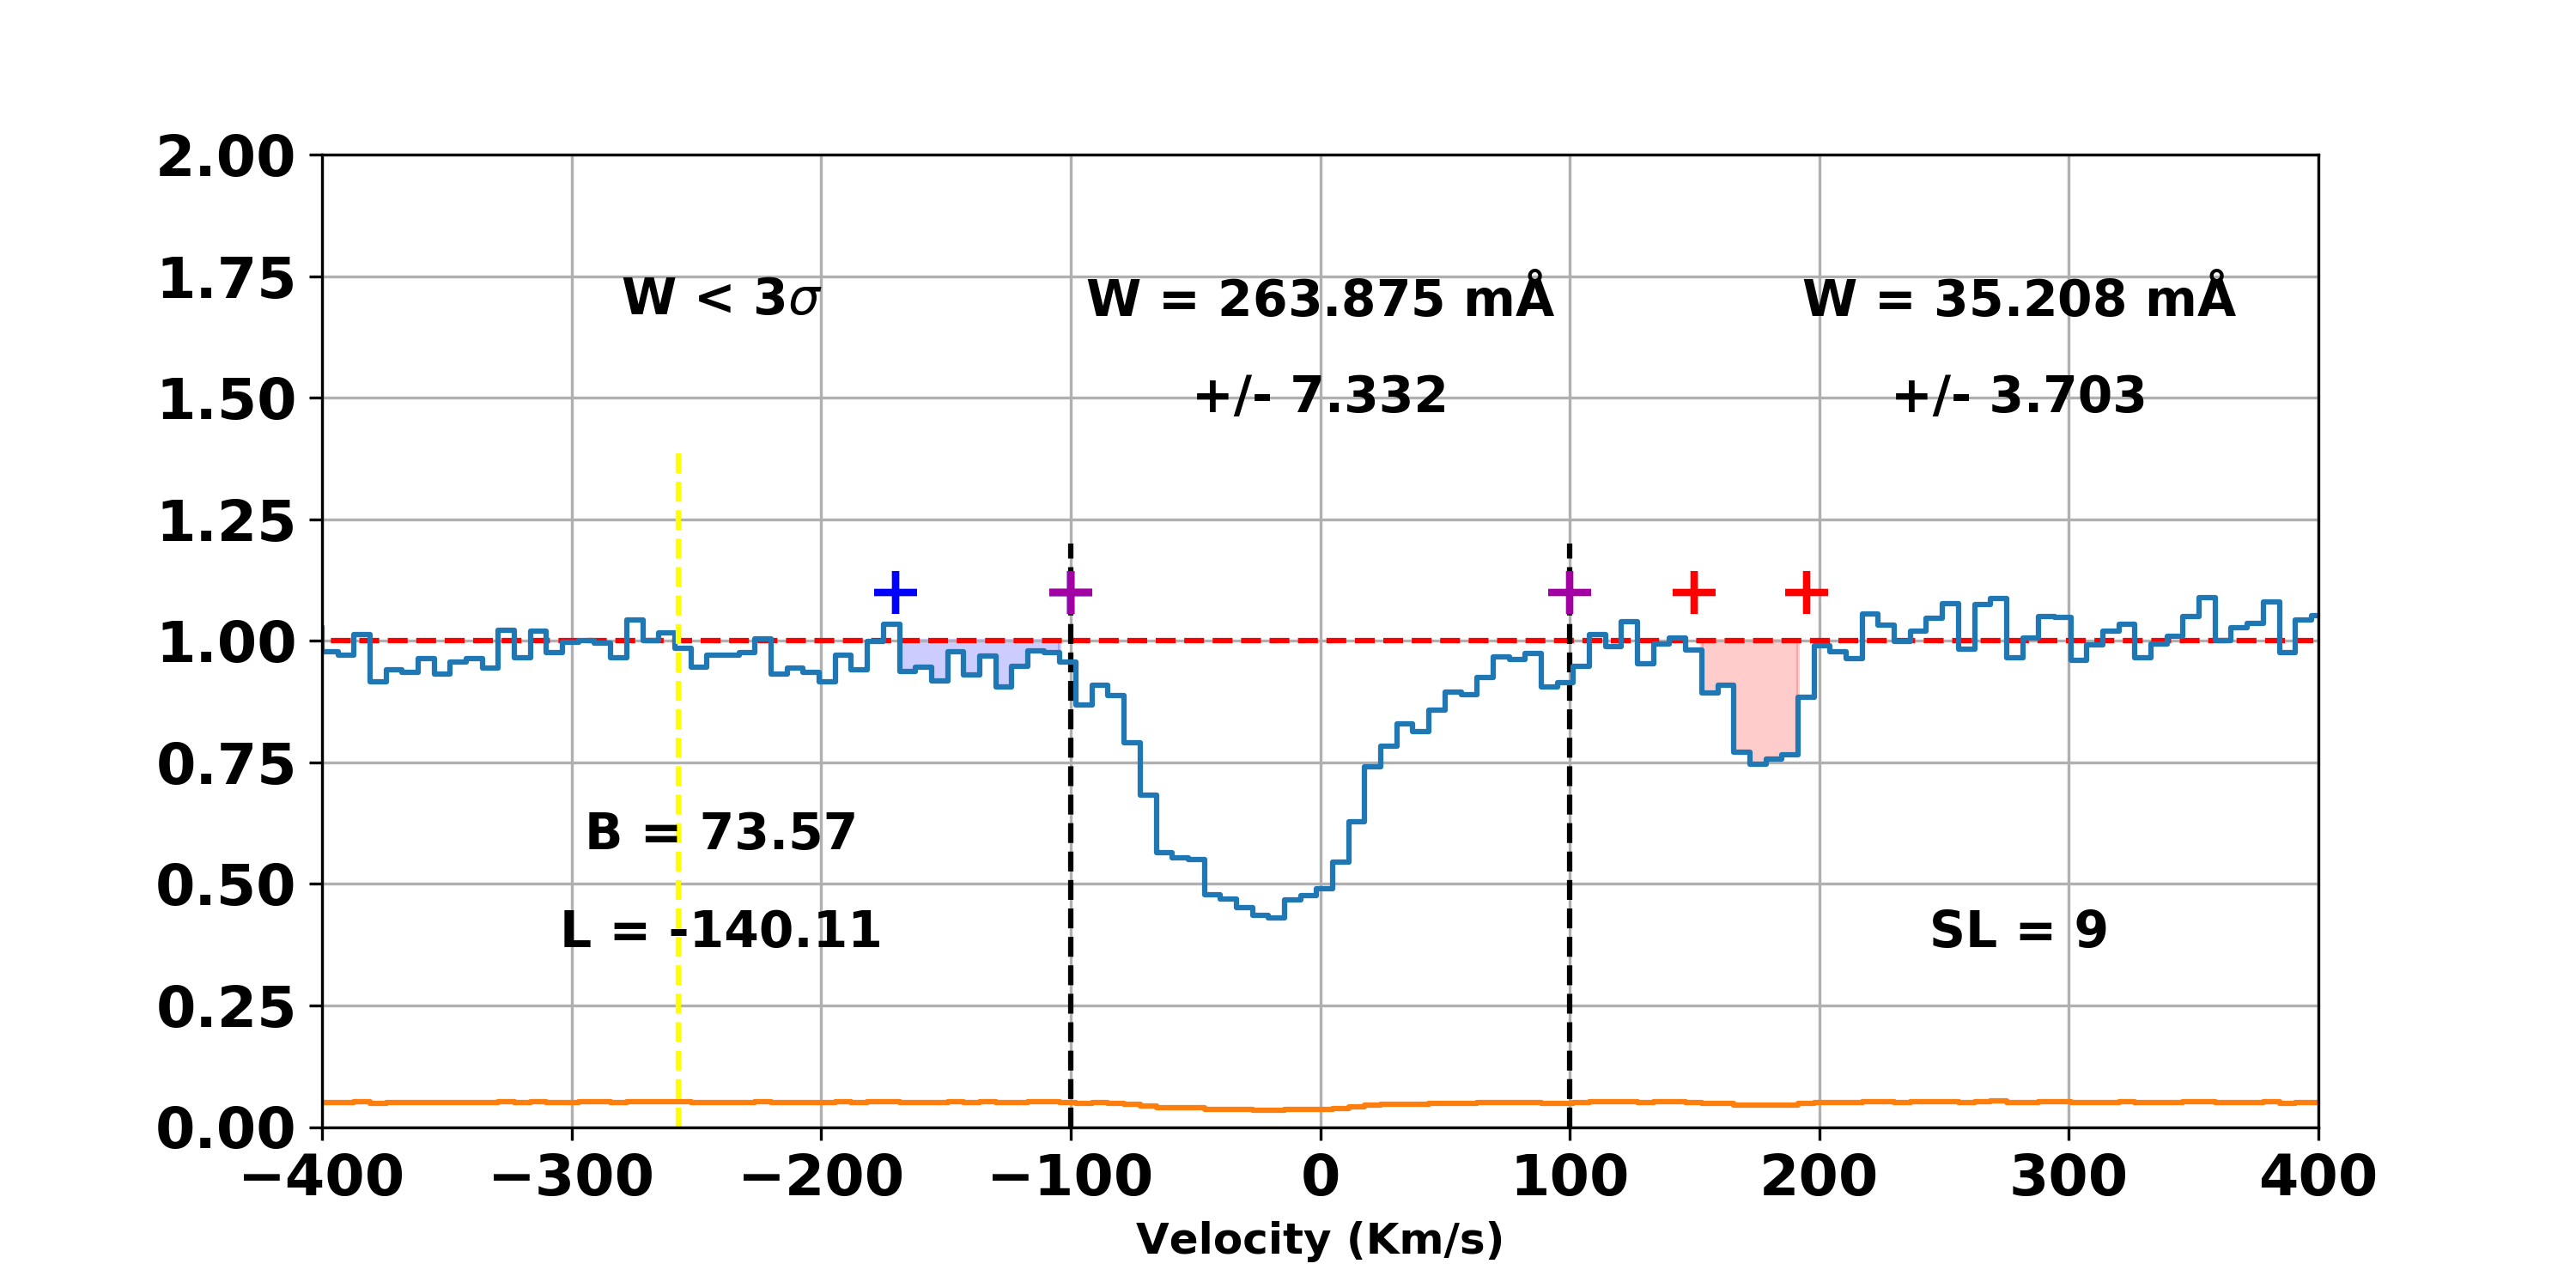 2.00
1.75
W < 3σ
W = 263.875 mÅ
W = 35.208 mÅ
1.50
+/- 7.332
+/- 3.703
1.25
1.00
0.75
B = 73.57
0.50
L = -140.11
SL = 9
0.25
0.00
−400 −300 −200 −100 0 100 200 300 400
Velocity (Km/s)